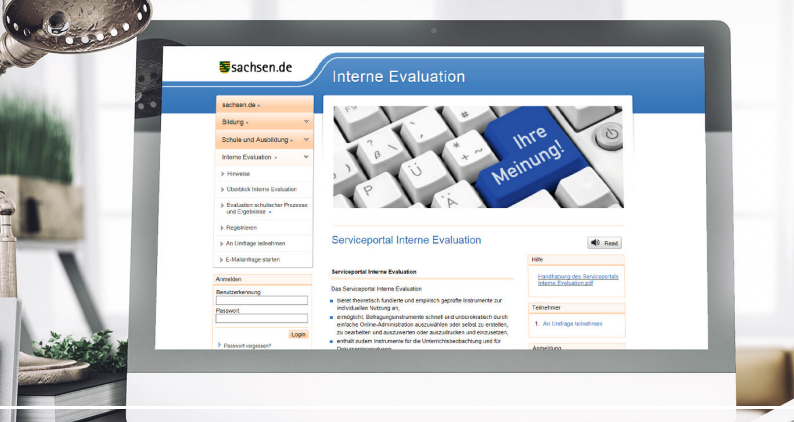 sachsen.de
Interne Evaluation
sachsen.de
Bildung
Schule und Ausbildung
Interne Evaluation
Hinweise
Überblick Interne Evaluation
Evaluation schulischer Prozesse
und Ergebnisse
Registrieren
An Umfrage teilnehmen
E-Mailanfrage starten
Anmelden
Benutzerkennung
Passwort
Login
Passwort vergessen?
#
ß
\
+
~
P
Ü
Ä
Ihre
Meinung!
Serviceportal Interne Evaluation
Read
Serviceportal Interne Evaluation
Das Serviceportal Interne Evaluation
bietet theoretisch fundierte und empirisch geprüfte Instrumente zur
individuellen Nutzung an,
ermöglicht, Befragungsinstrumente schnell und unbürokratisch durch
einfache Online-Administration auszuwählen oder selbst zu erstellen,
zu bearbeiten und auszuwerten oder auszudrucken und einzusetzen,
enthält zudem Instrumente für die Unterrichtsbeobachtung und für
Hilfe
Handhabung des Serviceportals
Interne Evaluation.pdf
Teilnehmer
1. An Umfrage teilnehmen
Anmeldung